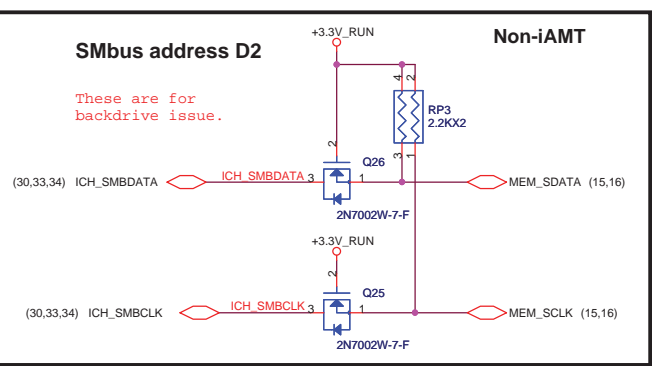 +3.3V_RUN
SMbus address D2
Non-iAMT
These are for
backdrive issue.
4
2
RP3
2.2KX2
2
3
1
Q26
(30,33,34) ICH_SMBDATA
ICH_SMBDATA 3
1
MEM_SDATA (15,16)
2N7002W-7-F
+3.3V_RUN
2
Q25
(30,33,34) ICH_SMBCLK
ICH_SMBCLK 3
1
MEM_SCLK (15,16)
2N7002W-7-F